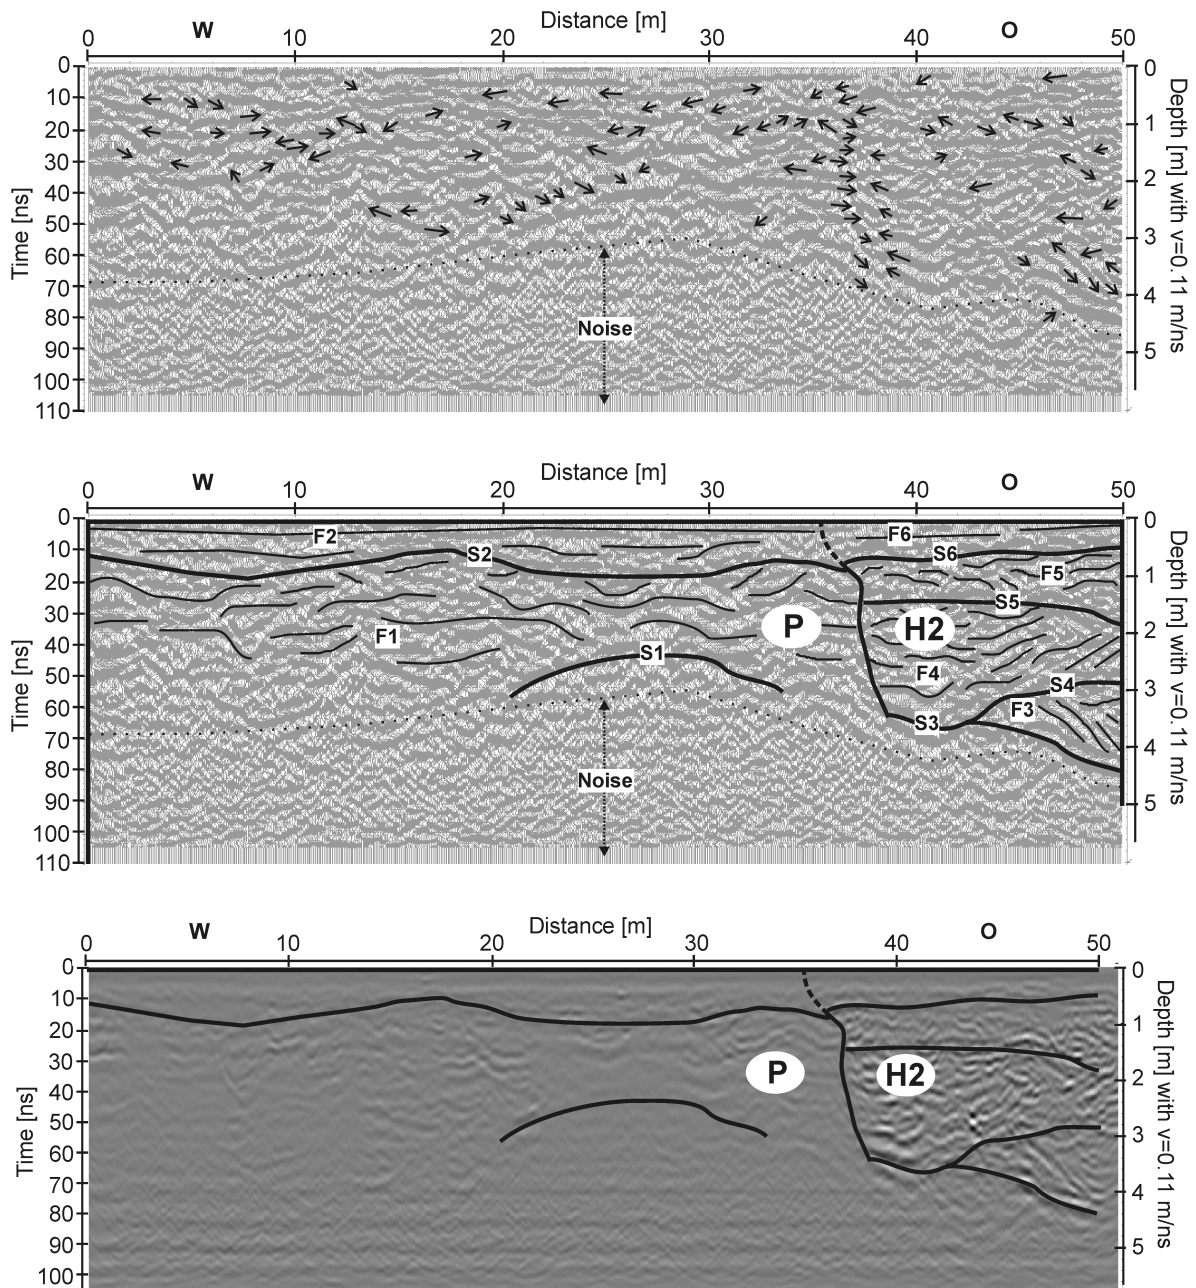 Distance [m]
W O
0 10 20 30 40 50
0 0
10
20 1
30
40 2
50
60 3
70
80 4
90
100 5
110
Time [ns]
Depth [m] with v=0.11 m/ns
Noise
Distance [m]
W O
0 10 20 30 40 50
0 0
10
20 1
30
40 2
50
60 3
70
80 4
90
100 5
110
Time [ns]
Depth [m] with v=0.11 m/ns
F2 F6
S2 S6
F5
S5
F1 P H2
S1 F4
S4
F3
S3
Noise
Distance [m]
W O
0 10 20 30 40 50
0 0
10
20 1
30
40 2
50
60 3
70
80 4
90
100 5
Time [ns]
Depth [m] with v=0.11 m/ns
P H2